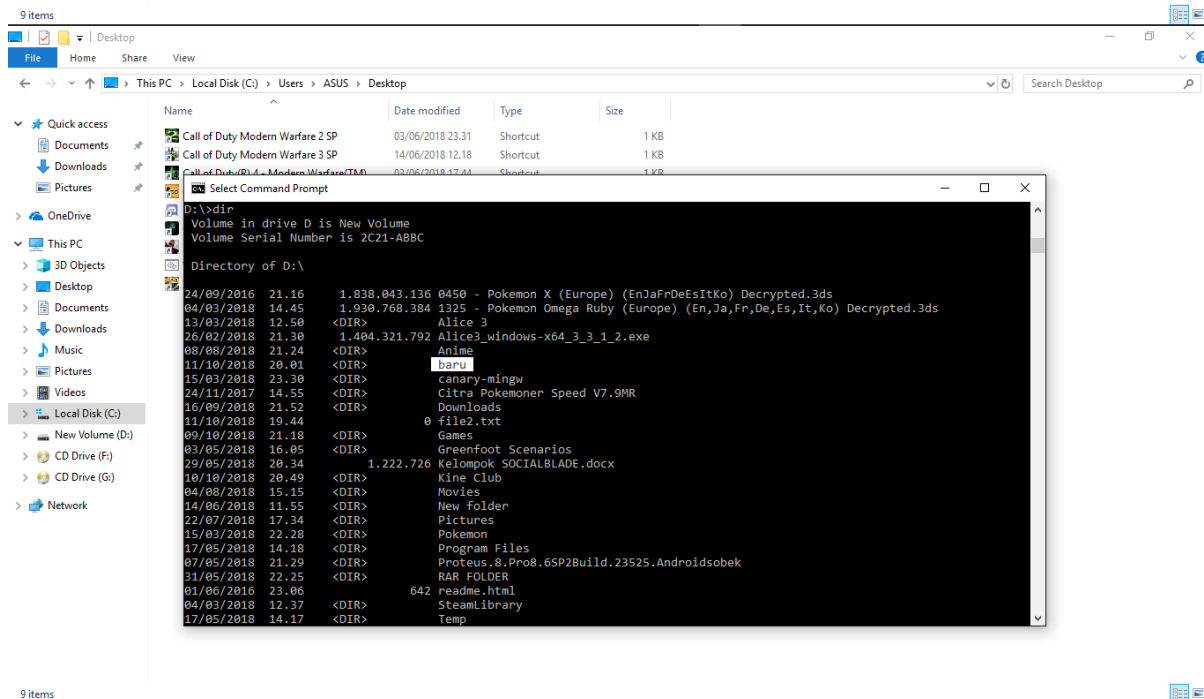 9 items
Desktop
File Home Share View
This PC Local Disk (C:) Users ASUS Desktop Search Desktop
Name Date modified Type Size
Quick access
Documents
Downloads
Pictures
OneDrive
This PC
3D Objects
Desktop
Documents
Downloads
Music
Pictures
Videos
Local Disk (C:)
New Volume (D:)
CD Drive (F:)
CD Drive (G:)
Network
Call of Duty Modern Warfare 2 SP 03/06/2018 23.31 Shortcut 1 KB
Call of Duty Modern Warfare 3 SP 14/06/2018 12.18 Shortcut 1 KB
Call of Duty(R) 4 - Modern Warfare(TM) 03/06/2018 17.44 Shortcut 1 KB
Select Command Prompt
D:\>dir
Volume in drive D is New Volume
Volume Serial Number is 2C21-ABBC
Directory of D:\
24/09/2016 21.16 1.838.043.136 0450 - Pokemon X (Europe) (EnJaFrDeEsItKo) Decrypted.3ds
04/03/2018 14.45 1.930.768.384 1325 - Pokemon Omega Ruby (Europe) (En,Ja,Fr,De,Es,It,Ko) Decrypted.3ds
13/03/2018 12.50 <DIR> Alice 3
26/02/2018 21.30 1.404.321.792 Alice3_windows-x64_3_3_1_2.exe
08/08/2018 21.24 <DIR> Anime
11/10/2018 20.01 <DIR> baru
15/03/2018 23.30 <DIR> canary-mingw
24/11/2017 14.55 <DIR> Citra Pokemoner Speed V7.9MR
16/09/2018 21.52 <DIR> Downloads
11/10/2018 19.44 0 file2.txt
09/10/2018 21.18 <DIR> Games
03/05/2018 16.05 <DIR> Greenfoot Scenarios
29/05/2018 20.34 1.222.726 Kelompok SOCIALBLADE.docx
10/10/2018 20.49 <DIR> Kine Club
04/08/2018 15.15 <DIR> Movies
14/06/2018 11.55 <DIR> New folder
22/07/2018 17.34 <DIR> Pictures
15/03/2018 22.28 <DIR> Pokemon
17/05/2018 14.18 <DIR> Program Files
07/05/2018 21.29 <DIR> Proteus.8.Pro8.6SP2Build.23525.Androidsobek
31/05/2018 22.25 <DIR> RAR FOLDER
01/06/2016 23.06 642 readme.html
04/03/2018 12.37 <DIR> SteamLibrary
17/05/2018 14.17 <DIR> Temp
9 items